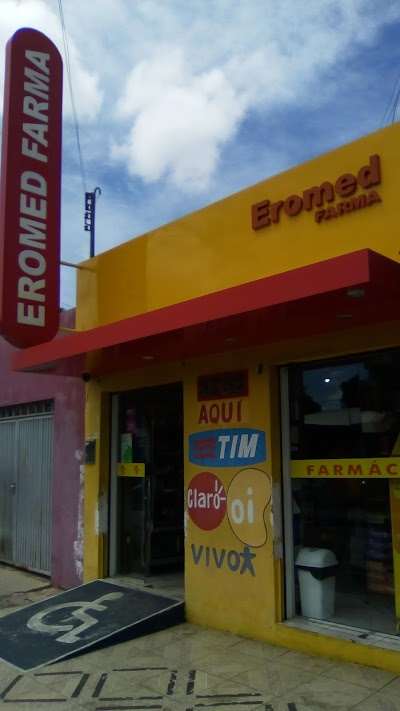 EROMED FARMA
Eromed
FARMA
AQUI
TIM
Claro
oi
VIVO
FARMÁC